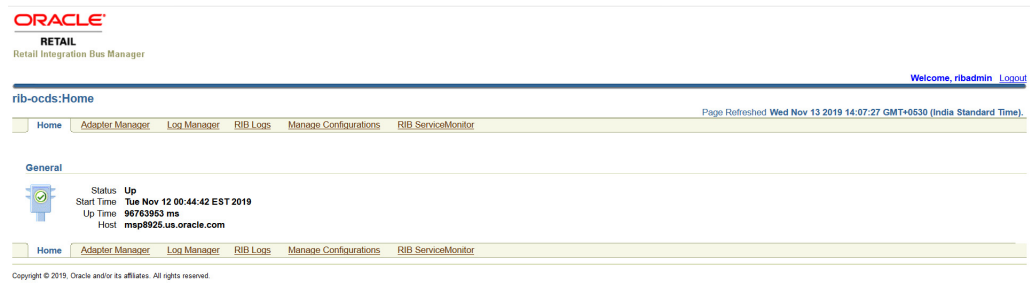 ORACLE
RETAIL
Retail Integration Bus Manager
Welcome, ribadmin Logout
rib-ocds:Home
Page Refreshed Wed Nov 13 2019 14:07:27 GMT+0530 (India Standard Time).
Home Adapter Manager Log Manager RIB Logs Manage Configurations RIB ServiceMonitor
General
Status Up
Start Time Tue Nov 12 00:44:42 EST 2019
Up Time 96763953 ms
Host msp8925.us.oracle.com
Home Adapter Manager Log Manager RIB Logs Manage Configurations RIB ServiceMonitor
Copyright © 2019, Oracle and/or its affiliates. All rights reserved.